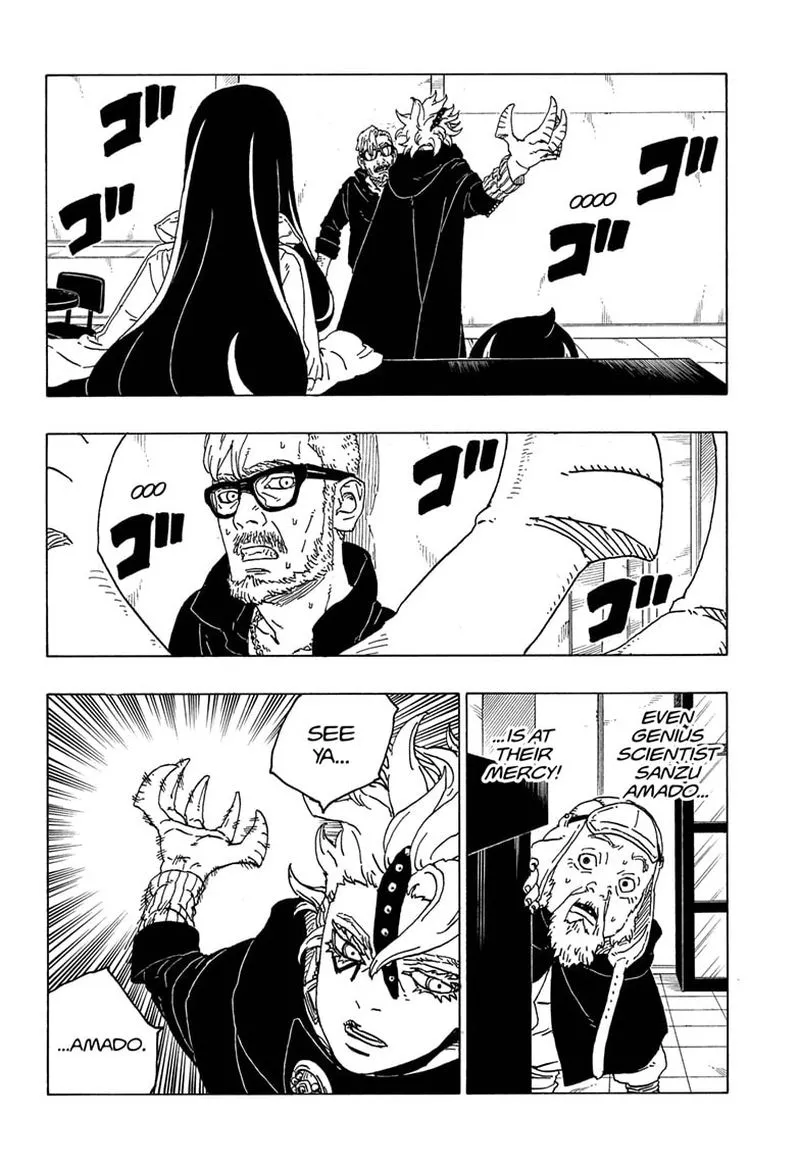 ゴ
OOOO
ゴ
ゴ
ゴ
ゴ
ゴ
OOO
ゴ
EVEN
GENIUS
SCIENTIST
SANZU
AMADO...
...IS AT
THEIR
MERCY!
SEE
YA...
...AMADO.